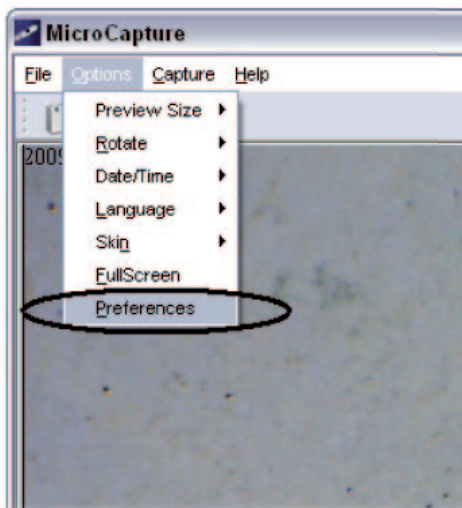 MicroCapture
File Options Capture Help
Preview Size
Rotate
Date/Time
Language
Skin
FullScreen
Preferences